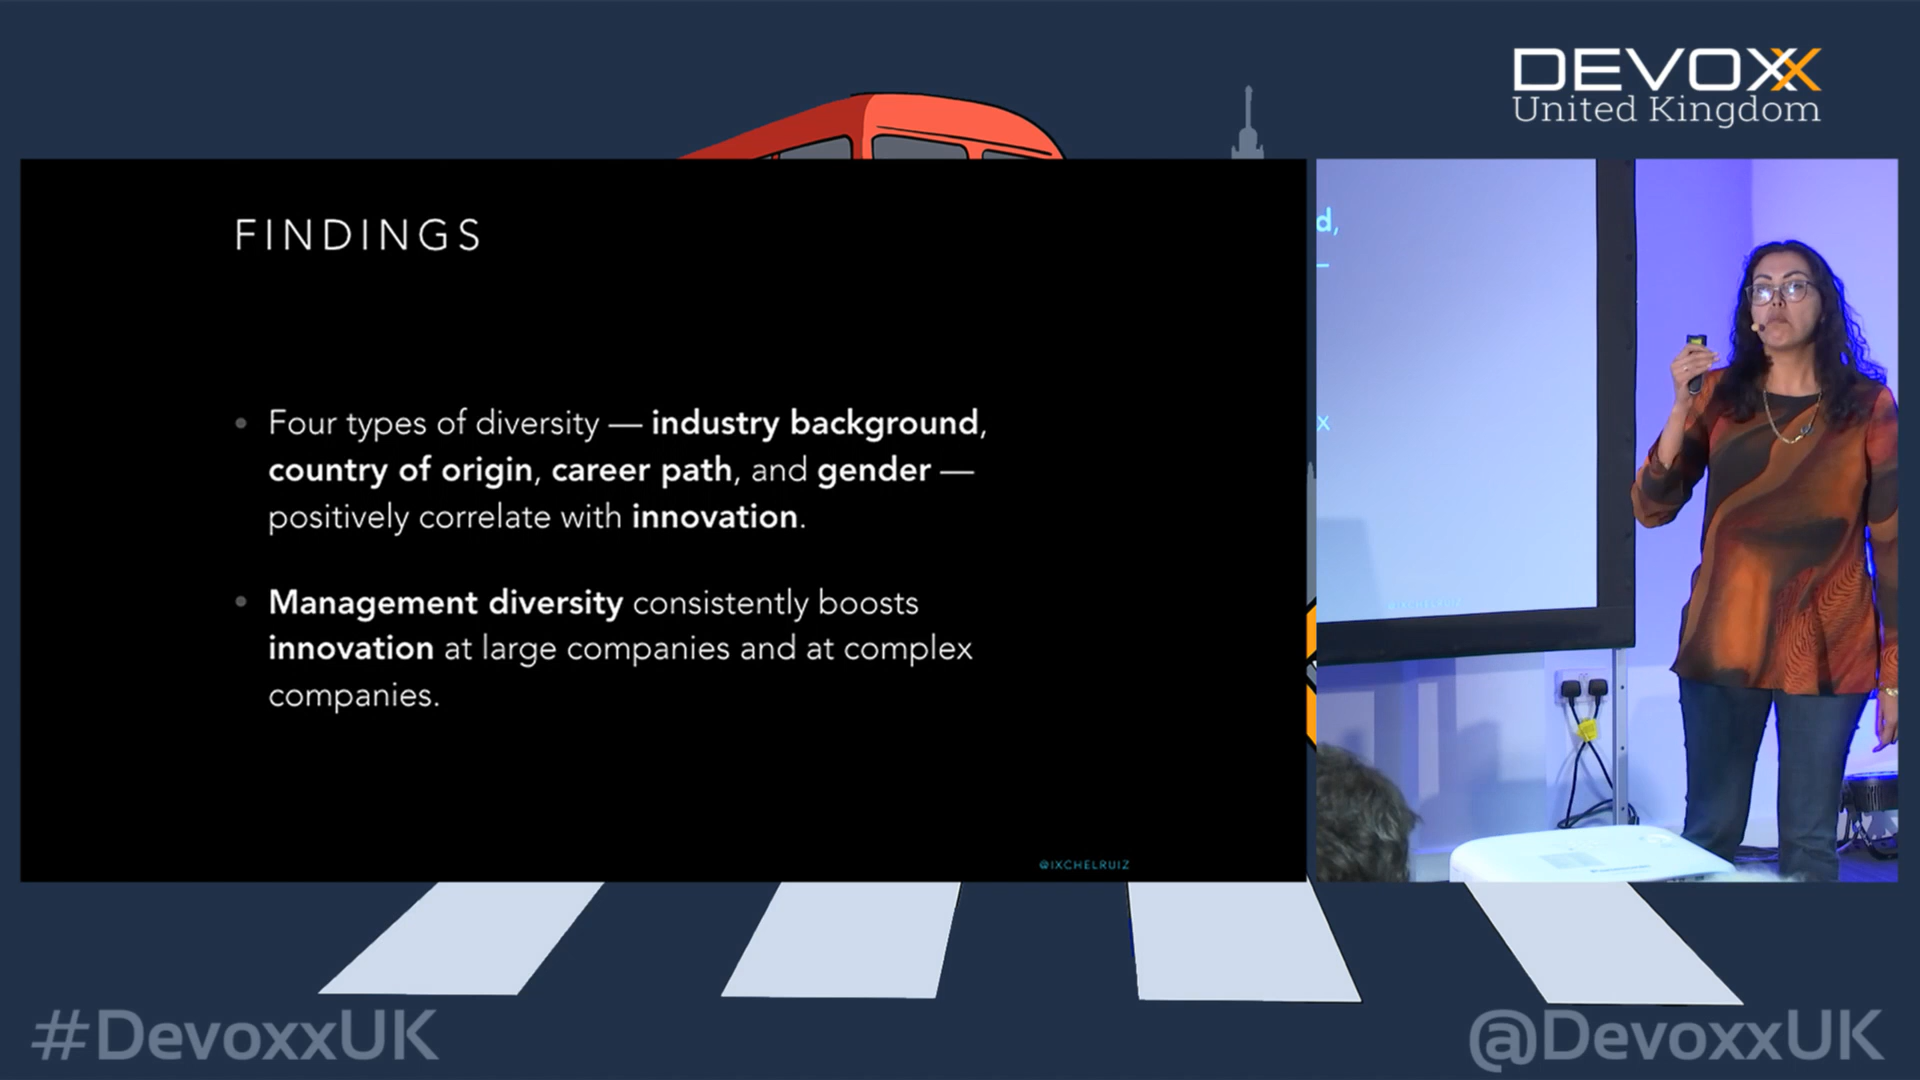 DEVOXX
United Kingdom
FINDINGS
• Four types of diversity — industry background,
country of origin, career path, and gender —
positively correlate with innovation.
• Management diversity consistently boosts
innovation at large companies and at complex
companies.
@IXCHELRUIZ
d,
–
x
@IXCHELRUIZ
#DevoxxUK
@DevoxxUK